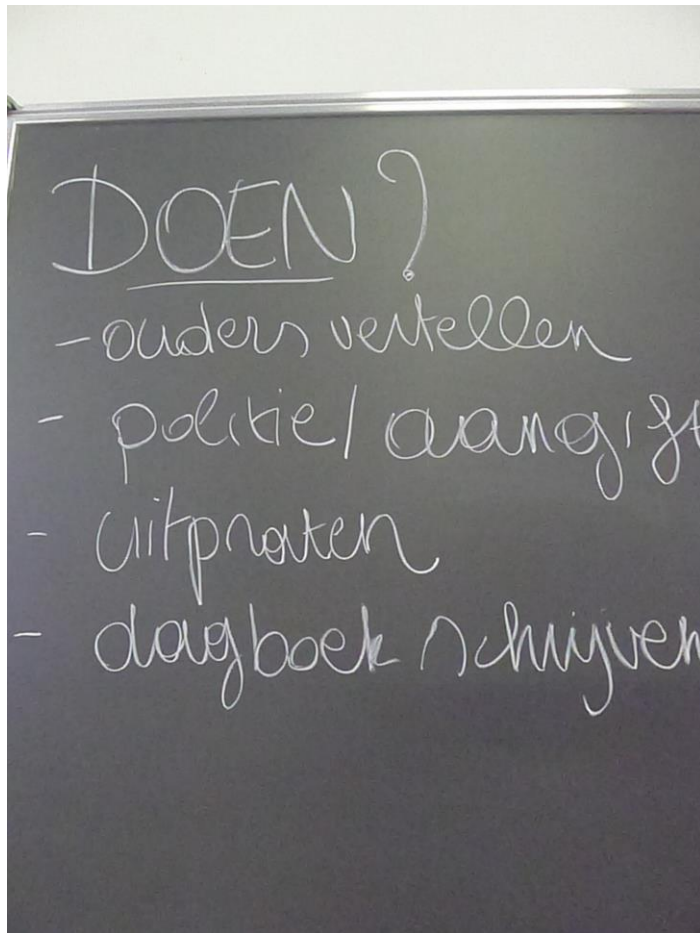 DOEN?
- ouders vertellen
- politie/ aangift
- uitpraten
- dagboek schrijven